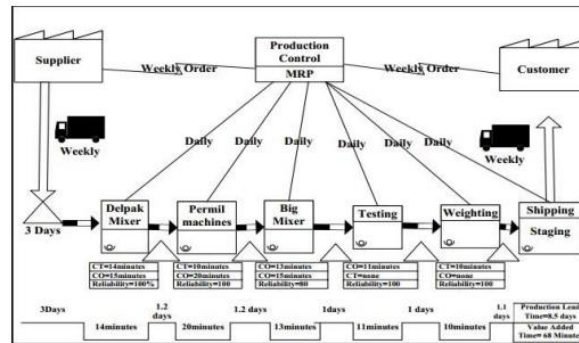 Supplier
Production
Control
MRP
Customer
Weekly Order
Weekly Order
Daily
Daily
Daily
Daily
Daily
Daily
Weekly
Weekly
3 Days
Delpak
Mixer
Permil
machines
Big
Mixer
Testing
Weighting
Shipping
Staging
CT=14minutes
CO=15minutes
Reliability=100%
CT=10minutes
CO=20minutes
Reliability=100
CO=13minutes
CO=15minutes
Reliability=80
CO=11minutes
CT=none
Reliability=100
CT=10minutes
CO=none
Reliability=100
3Days
1.2
days
1.2 days
1days
1 days
1.1
days
14minutes
20minutes
13minutes
11minutes
10minutes
Production Lead
Time=8.5 days
Value Added
Time= 68 Minutes